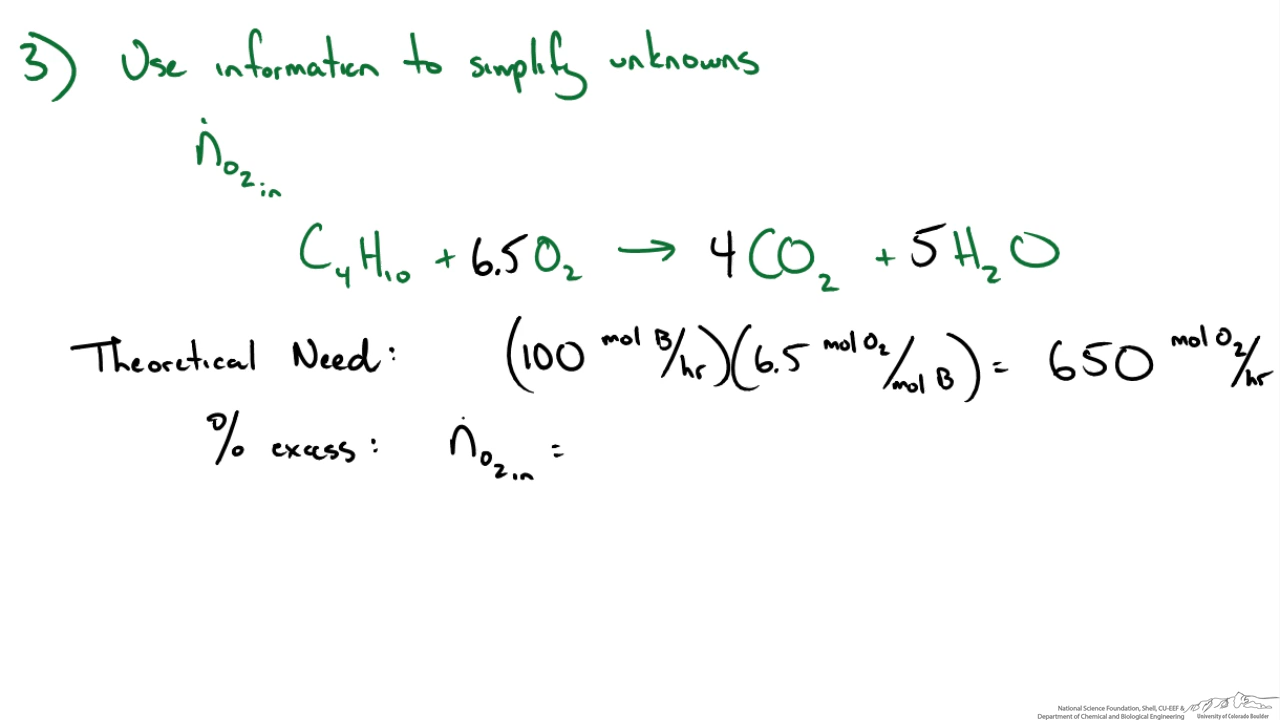 3) Use information to simplify unknowns
ṅ_O₂ in
C₄H₁₀ + 6.5 O₂ → 4 CO₂ + 5 H₂O
Theoretical Need: (100 mol B/hr)(6.5 mol O₂/mol B) = 650 mol O₂/hr
% excess: ṅ_O₂ in =
National Science Foundation, Shell, CU-EEF &
Department of Chemical and Biological Engineering
University of Colorado Boulder